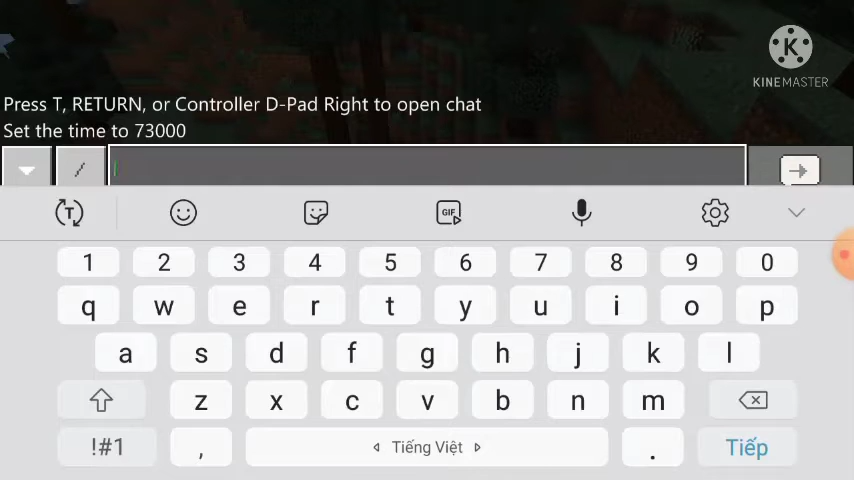 K
KINEMASTER
Press T, RETURN, or Controller D-Pad Right to open chat
Set the time to 73000
/
T GIF
1 2 3 4 5 6 7 8 9 0
q w e r t y u i o p
a s d f g h j k l
z x c v b n m
!#1 , Tiếng Việt . Tiếp